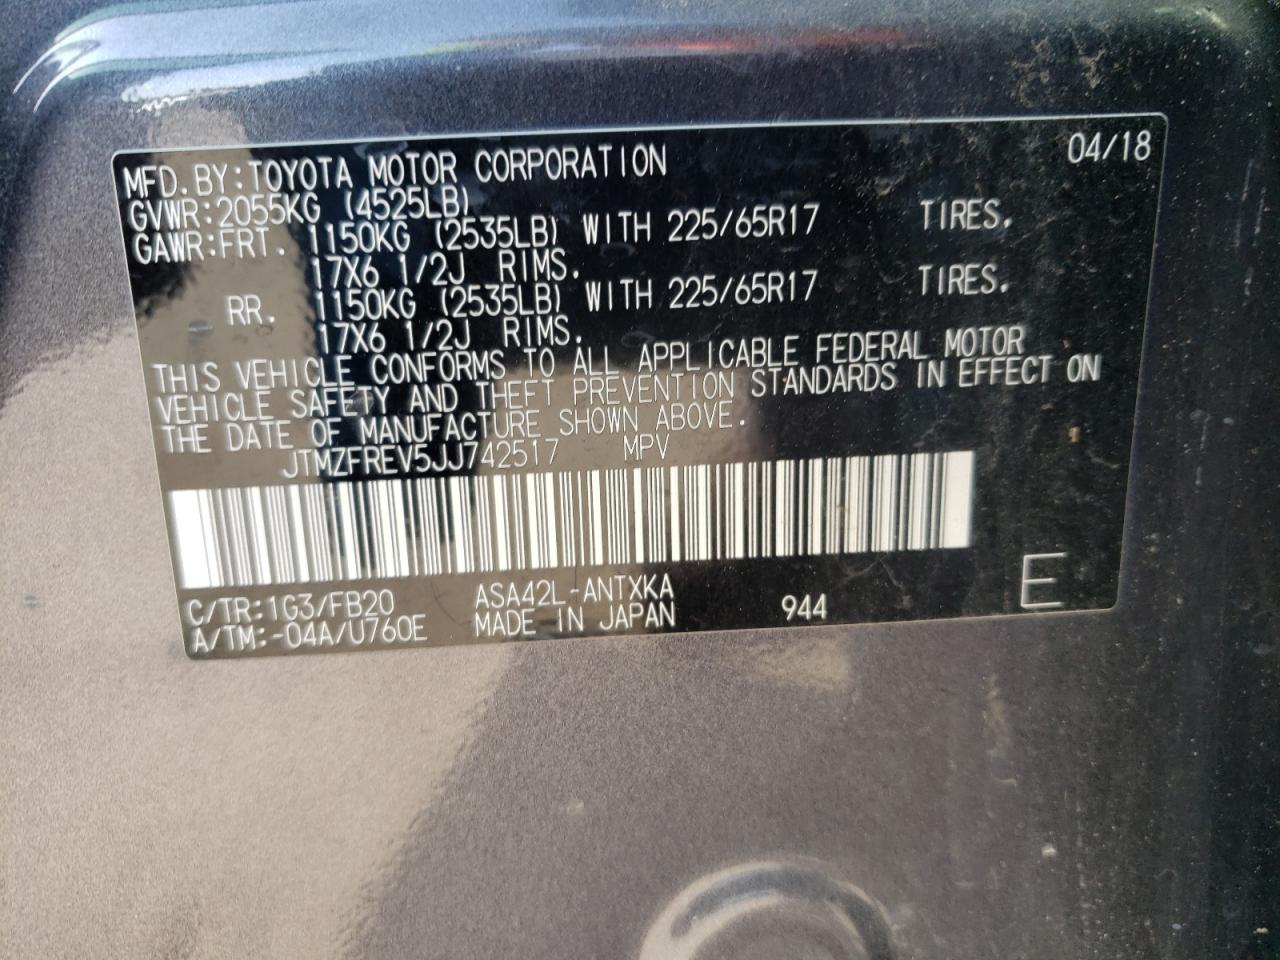 04/18
MFD.BY:TOYOTA MOTOR CORPORATION
GVWR:2055KG (4525LB)
GAWR:FRT. 1150KG (2535LB) WITH 225/65R17 TIRES.
17X6 1/2J RIMS.
RR. 1150KG (2535LB) WITH 225/65R17 TIRES.
17X6 1/2J RIMS.
THIS VEHICLE CONFORMS TO ALL APPLICABLE FEDERAL MOTOR
VEHICLE SAFETY AND THEFT PREVENTION STANDARDS IN EFFECT ON
THE DATE OF MANUFACTURE SHOWN ABOVE.
JTMZFREV5JJ742517 MPV
C/TR:1G3/FB20 ASA42L-ANTXKA
A/TM:-04A/U760E MADE IN JAPAN 944 E